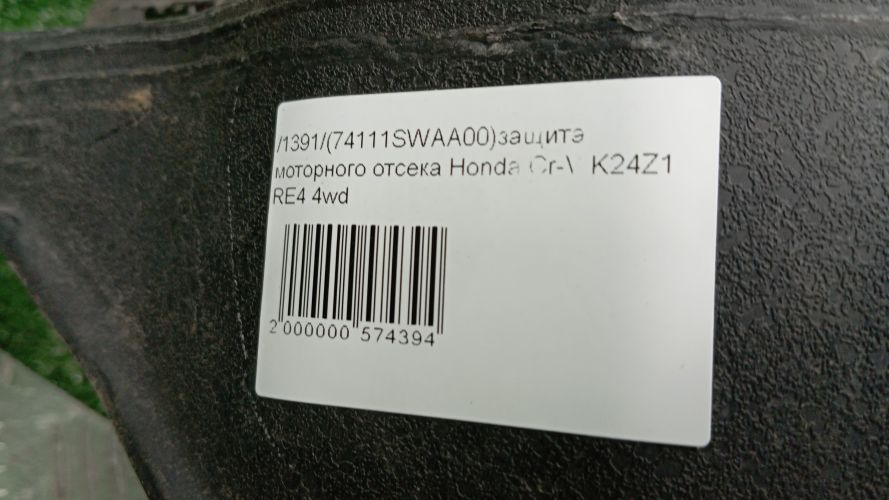 /1391/(74111SWAA00)защита
моторного отсека Honda Cr-V K24Z1
RE4 4wd
2 000000 574394